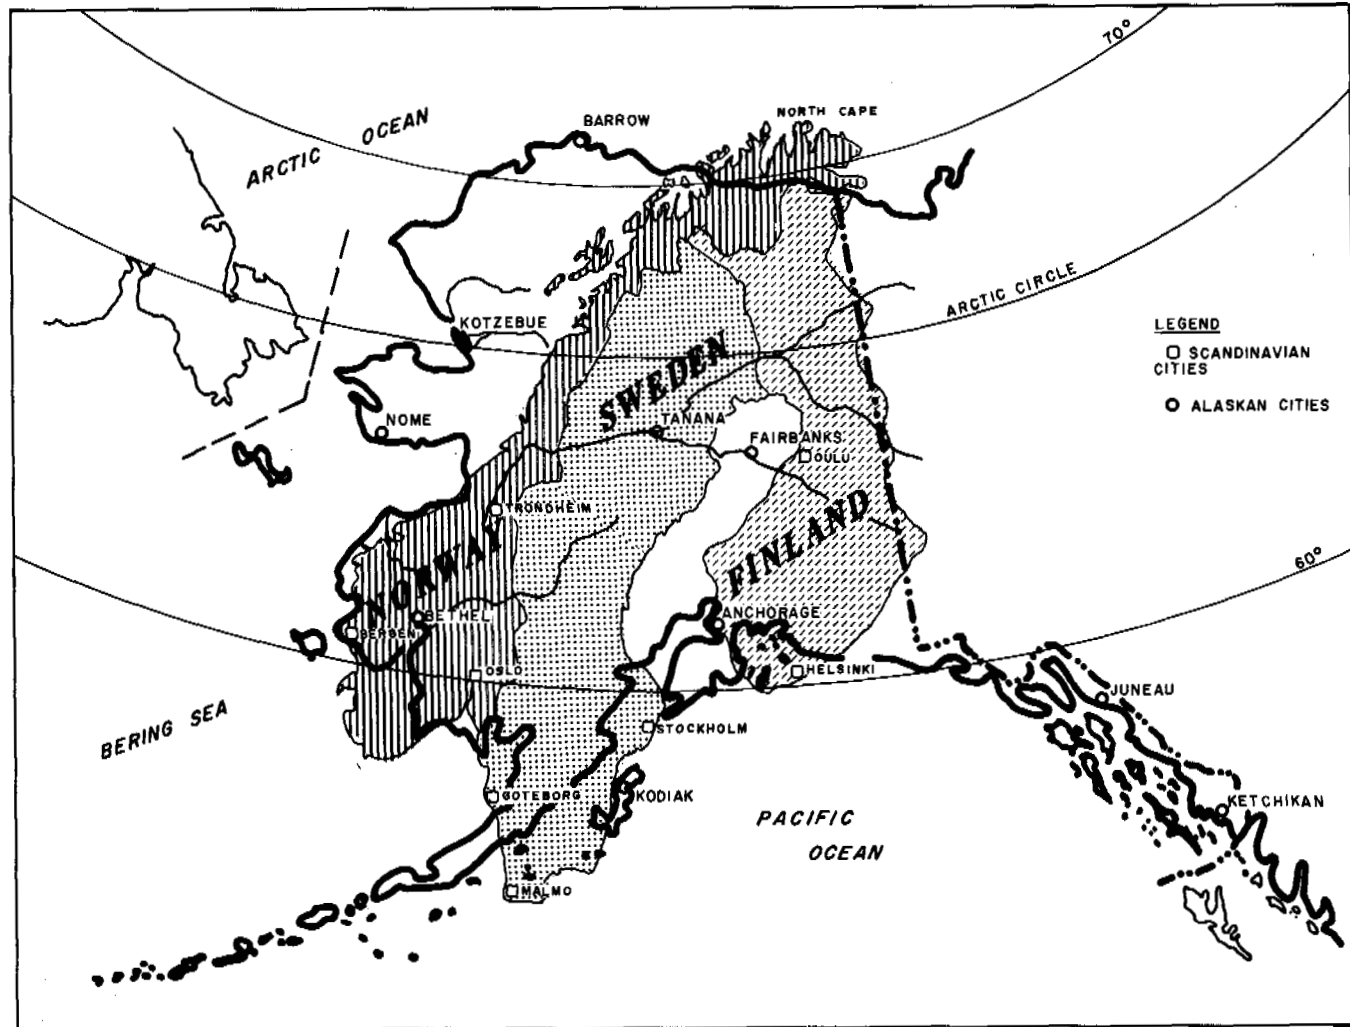 70°
NORTH CAPE
BARROW
ARCTIC OCEAN
ARCTIC CIRCLE
KOTZEBUE
LEGEND
SCANDINAVIAN
CITIES
ALASKAN CITIES
SWEDEN
NOME
TANANA
FAIRBANKS
OULU
TRONDHEIM
NORWAY
FINLAND
60°
BETHEL
ANCHORAGE
BERGEN
OSLO
HELSINKI
JUNEAU
BERING SEA
STOCKHOLM
GOTEBORG
KODIAK
KETCHIKAN
PACIFIC
OCEAN
MALMO